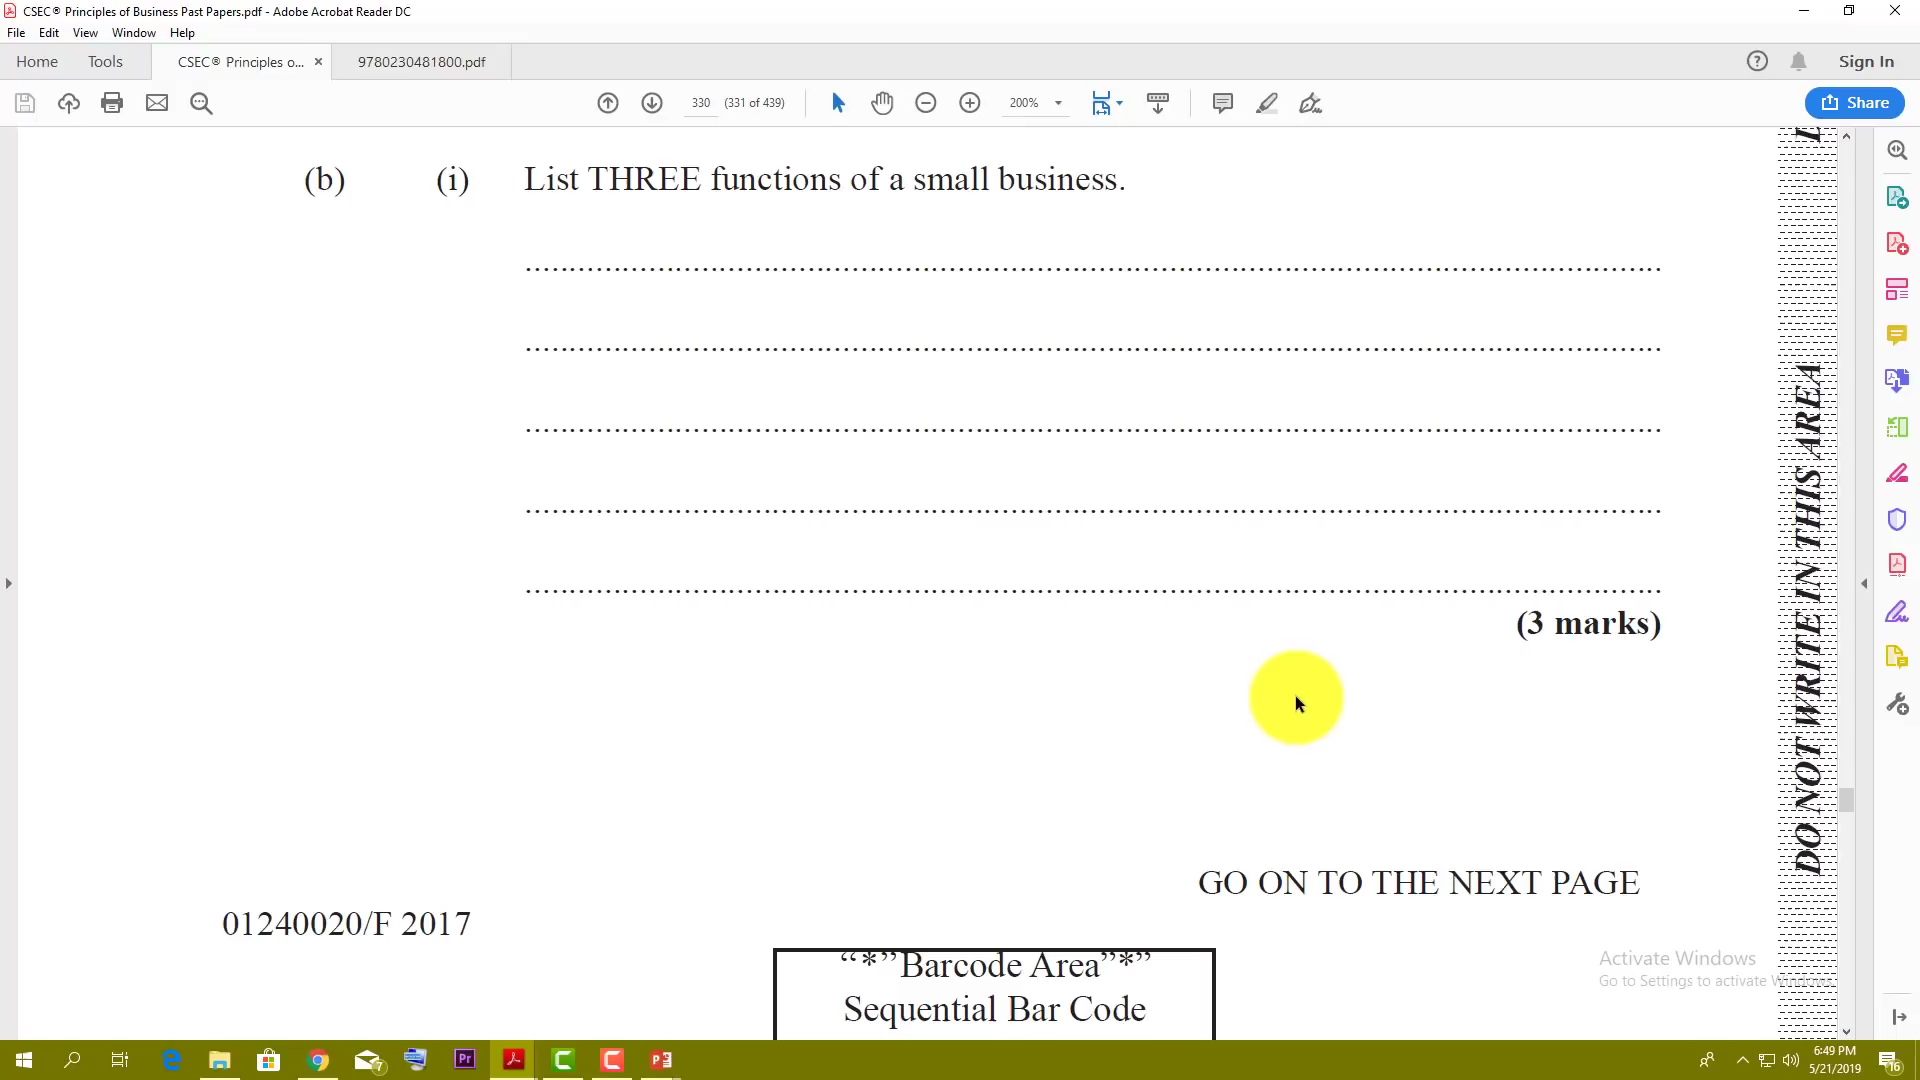 CSEC® Principles of Business Past Papers.pdf - Adobe Acrobat Reader DC
File Edit View Window Help
Home Tools CSEC® Principles o... × 9780230481800.pdf Sign In
330 (331 of 439) 200% Share
(b) (i) List THREE functions of a small business.
(3 marks)
DO NOT WRITE IN THIS AREA
GO ON TO THE NEXT PAGE
01240020/F 2017
“*”Barcode Area”*”
Sequential Bar Code
Activate Windows
Go to Settings to activate Windows.
7 Pr 6:49 PM
5/21/2019 16